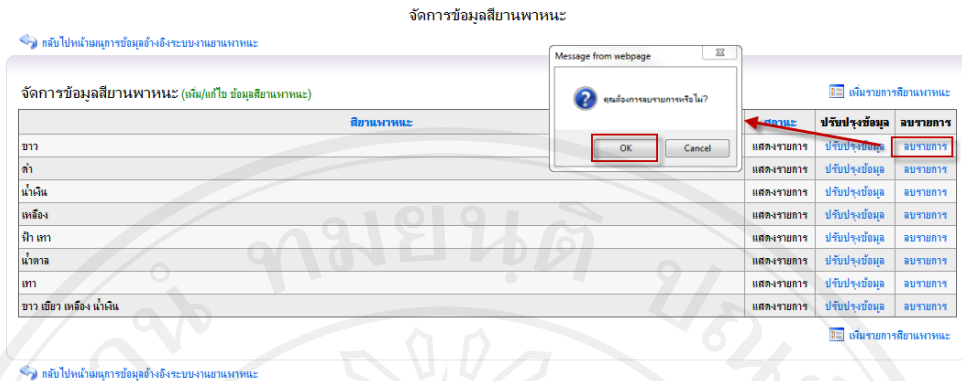 จัดการข้อมูลสียานพาหนะ
กลับไปหน้าเมนูการข้อมูลอ้างอิงระบบงานยานพาหนะ
Message from webpage
คุณต้องการลบรายการหรือไม่?
OK Cancel
จัดการข้อมูลสียานพาหนะ (เพิ่ม/แก้ไข ข้อมูลสียานพาหนะ)
เพิ่มรายการสียานพาหนะ
สียานพาหนะ สถานะ ปรับปรุงข้อมูล ลบรายการ
ขาว แสดงรายการ ปรับปรุงข้อมูล ลบรายการ
ดำ แสดงรายการ ปรับปรุงข้อมูล ลบรายการ
น้ำเงิน แสดงรายการ ปรับปรุงข้อมูล ลบรายการ
เหลือง แสดงรายการ ปรับปรุงข้อมูล ลบรายการ
ฟ้า เทา แสดงรายการ ปรับปรุงข้อมูล ลบรายการ
น้ำตาล แสดงรายการ ปรับปรุงข้อมูล ลบรายการ
เทา แสดงรายการ ปรับปรุงข้อมูล ลบรายการ
ขาว เขียว เหลือง น้ำเงิน แสดงรายการ ปรับปรุงข้อมูล ลบรายการ
เพิ่มรายการสียานพาหนะ
กลับไปหน้าเมนูการข้อมูลอ้างอิงระบบงานยานพาหนะ